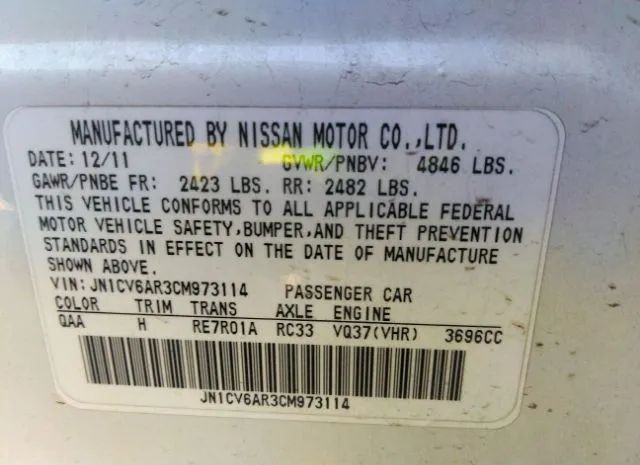 MANUFACTURED BY NISSAN MOTOR CO.,LTD.
DATE: 12/11 GVWR/PNBV: 4846 LBS.
GAWR/PNBE FR: 2423 LBS. RR: 2482 LBS.
THIS VEHICLE CONFORMS TO ALL APPLICABLE FEDERAL
MOTOR VEHICLE SAFETY,BUMPER,AND THEFT PREVENTION
STANDARDS IN EFFECT ON THE DATE OF MANUFACTURE
SHOWN ABOVE.
VIN: JN1CV6AR3CM973114 PASSENGER CAR
COLOR TRIM TRANS AXLE ENGINE
QAA H RE7R01A RC33 VQ37(VHR) 3696CC
JN1CV6AR3CM973114